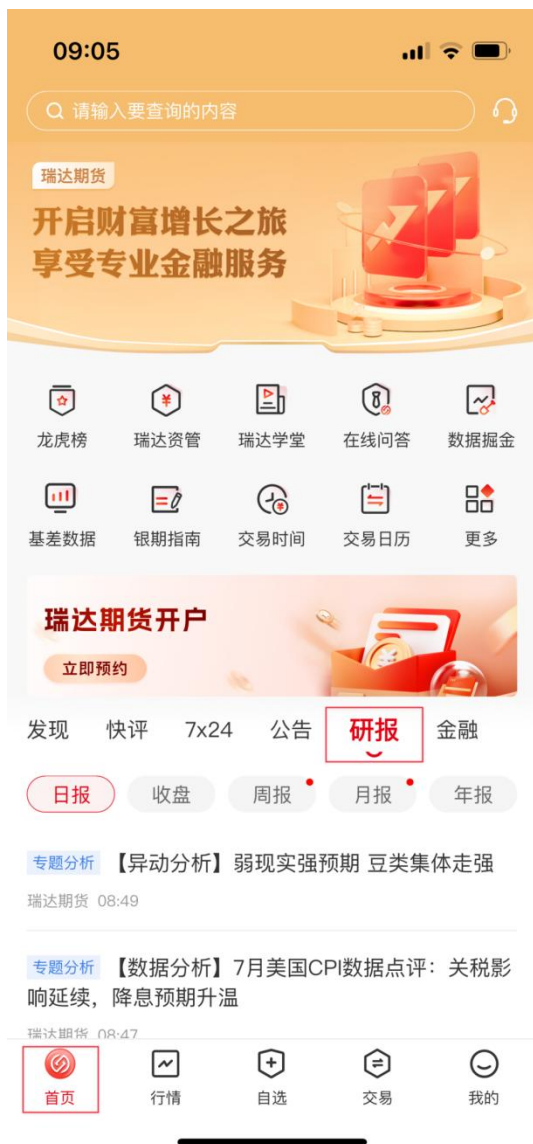 09:05
请输入要查询的内容
瑞达期货
开启财富增长之旅
享受专业金融服务
龙虎榜 瑞达资管 瑞达学堂 在线问答 数据掘金
基差数据 银期指南 交易时间 交易日历 更多
瑞达期货开户
立即预约
发现 快评 7x24 公告 研报 金融
日报 收盘 周报 月报 年报
专题分析 【异动分析】弱现实强预期 豆类集体走强
瑞达期货 08:49
专题分析 【数据分析】7月美国CPI数据点评：关税影
响延续，降息预期升温
瑞达期货 08:47
首页 行情 自选 交易 我的